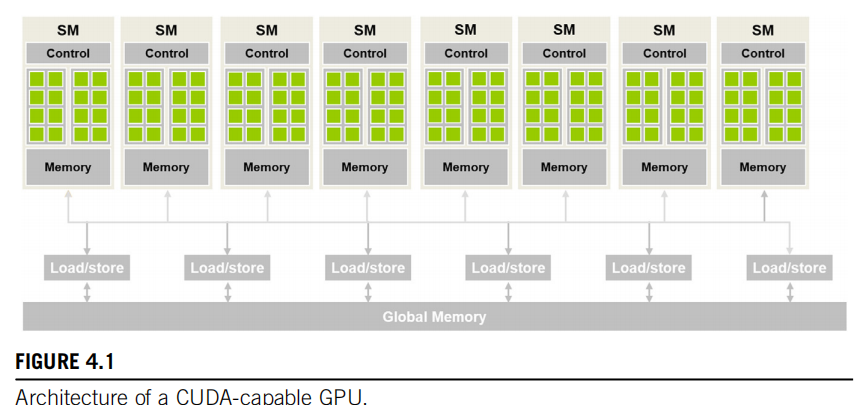 SM SM SM SM SM SM SM SM
Control Control Control Control Control Control Control Control
Memory Memory Memory Memory Memory Memory Memory Memory
Load/store Load/store Load/store Load/store Load/store Load/store
Global Memory
FIGURE 4.1
Architecture of a CUDA-capable GPU.